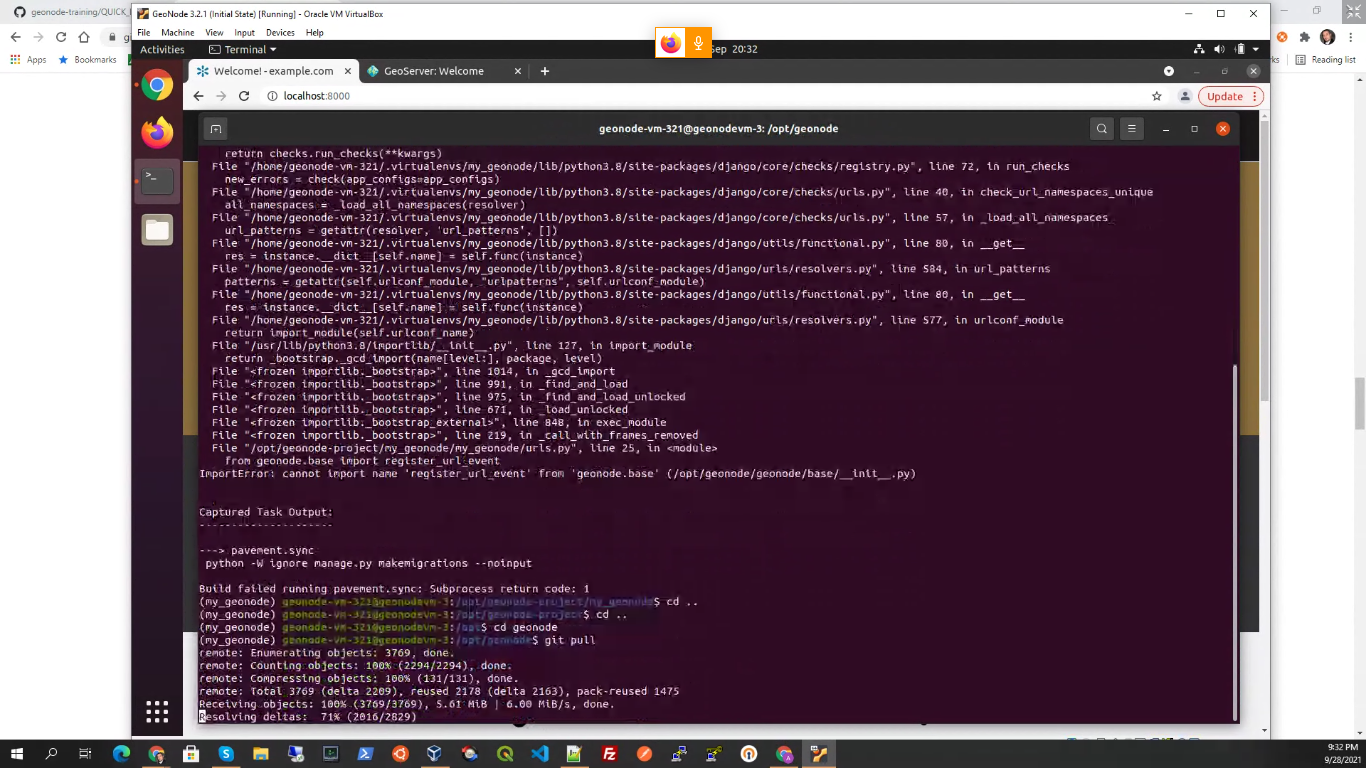 geonode-training/QUICK_
GeoNode 3.2.1 (Initial State) [Running] - Oracle VM VirtualBox
File Machine View Input Devices Help
Activities Terminal Sep 20:32
Apps Bookmarks
Welcome! - example.com GeoServer: Welcome
Reading list
localhost:8000 Update
geonode-vm-321@geonodevm-3: /opt/geonode
return checks.run_checks(**kwargs)
File "/home/geonode-vm-321/.virtualenvs/my_geonode/lib/python3.8/site-packages/django/core/checks/registry.py", line 72, in run_checks
new_errors = check(app_configs=app_configs)
File "/home/geonode-vm-321/.virtualenvs/my_geonode/lib/python3.8/site-packages/django/core/checks/urls.py", line 40, in check_url_namespaces_unique
all_namespaces = _load_all_namespaces(resolver)
File "/home/geonode-vm-321/.virtualenvs/my_geonode/lib/python3.8/site-packages/django/core/checks/urls.py", line 57, in _load_all_namespaces
url_patterns = getattr(resolver, 'url_patterns', [])
File "/home/geonode-vm-321/.virtualenvs/my_geonode/lib/python3.8/site-packages/django/utils/functional.py", line 80, in __get__
res = instance.__dict__[self.name] = self.func(instance)
File "/home/geonode-vm-321/.virtualenvs/my_geonode/lib/python3.8/site-packages/django/urls/resolvers.py", line 584, in url_patterns
patterns = getattr(self.urlconf_module, "urlpatterns", self.urlconf_module)
File "/home/geonode-vm-321/.virtualenvs/my_geonode/lib/python3.8/site-packages/django/utils/functional.py", line 80, in __get__
res = instance.__dict__[self.name] = self.func(instance)
File "/home/geonode-vm-321/.virtualenvs/my_geonode/lib/python3.8/site-packages/django/urls/resolvers.py", line 577, in urlconf_module
return import_module(self.urlconf_name)
File "/usr/lib/python3.8/importlib/__init__.py", line 127, in import_module
return _bootstrap._gcd_import(name[level:], package, level)
File "<frozen importlib._bootstrap>", line 1014, in _gcd_import
File "<frozen importlib._bootstrap>", line 991, in _find_and_load
File "<frozen importlib._bootstrap>", line 975, in _find_and_load_unlocked
File "<frozen importlib._bootstrap>", line 671, in _load_unlocked
File "<frozen importlib._bootstrap_external>", line 848, in exec_module
File "<frozen importlib._bootstrap>", line 219, in _call_with_frames_removed
File "/opt/geonode-project/my_geonode/my_geonode/urls.py", line 25, in <module>
from geonode.base import register_url_event
ImportError: cannot import name 'register_url_event' from 'geonode.base' (/opt/geonode/geonode/base/__init__.py)
Captured Task Output:
---------------------
---> pavement.sync
python -W ignore manage.py makemigrations --noinput
Build failed running pavement.sync: Subprocess return code: 1
(my_geonode) geonode-vm-321@geonodevm-3:/opt/geonode-project/my_geonode$ cd ..
(my_geonode) geonode-vm-321@geonodevm-3:/opt/geonode-project$ cd ..
(my_geonode) geonode-vm-321@geonodevm-3:/opt$ cd geonode
(my_geonode) geonode-vm-321@geonodevm-3:/opt/geonode$ git pull
remote: Enumerating objects: 3769, done.
remote: Counting objects: 100% (2294/2294), done.
remote: Compressing objects: 100% (131/131), done.
remote: Total 3769 (delta 2209), reused 2178 (delta 2163), pack-reused 1475
Receiving objects: 100% (3769/3769), 5.61 MiB | 6.00 MiB/s, done.
Resolving deltas: 71% (2016/2829)
9:32 PM
9/28/2021